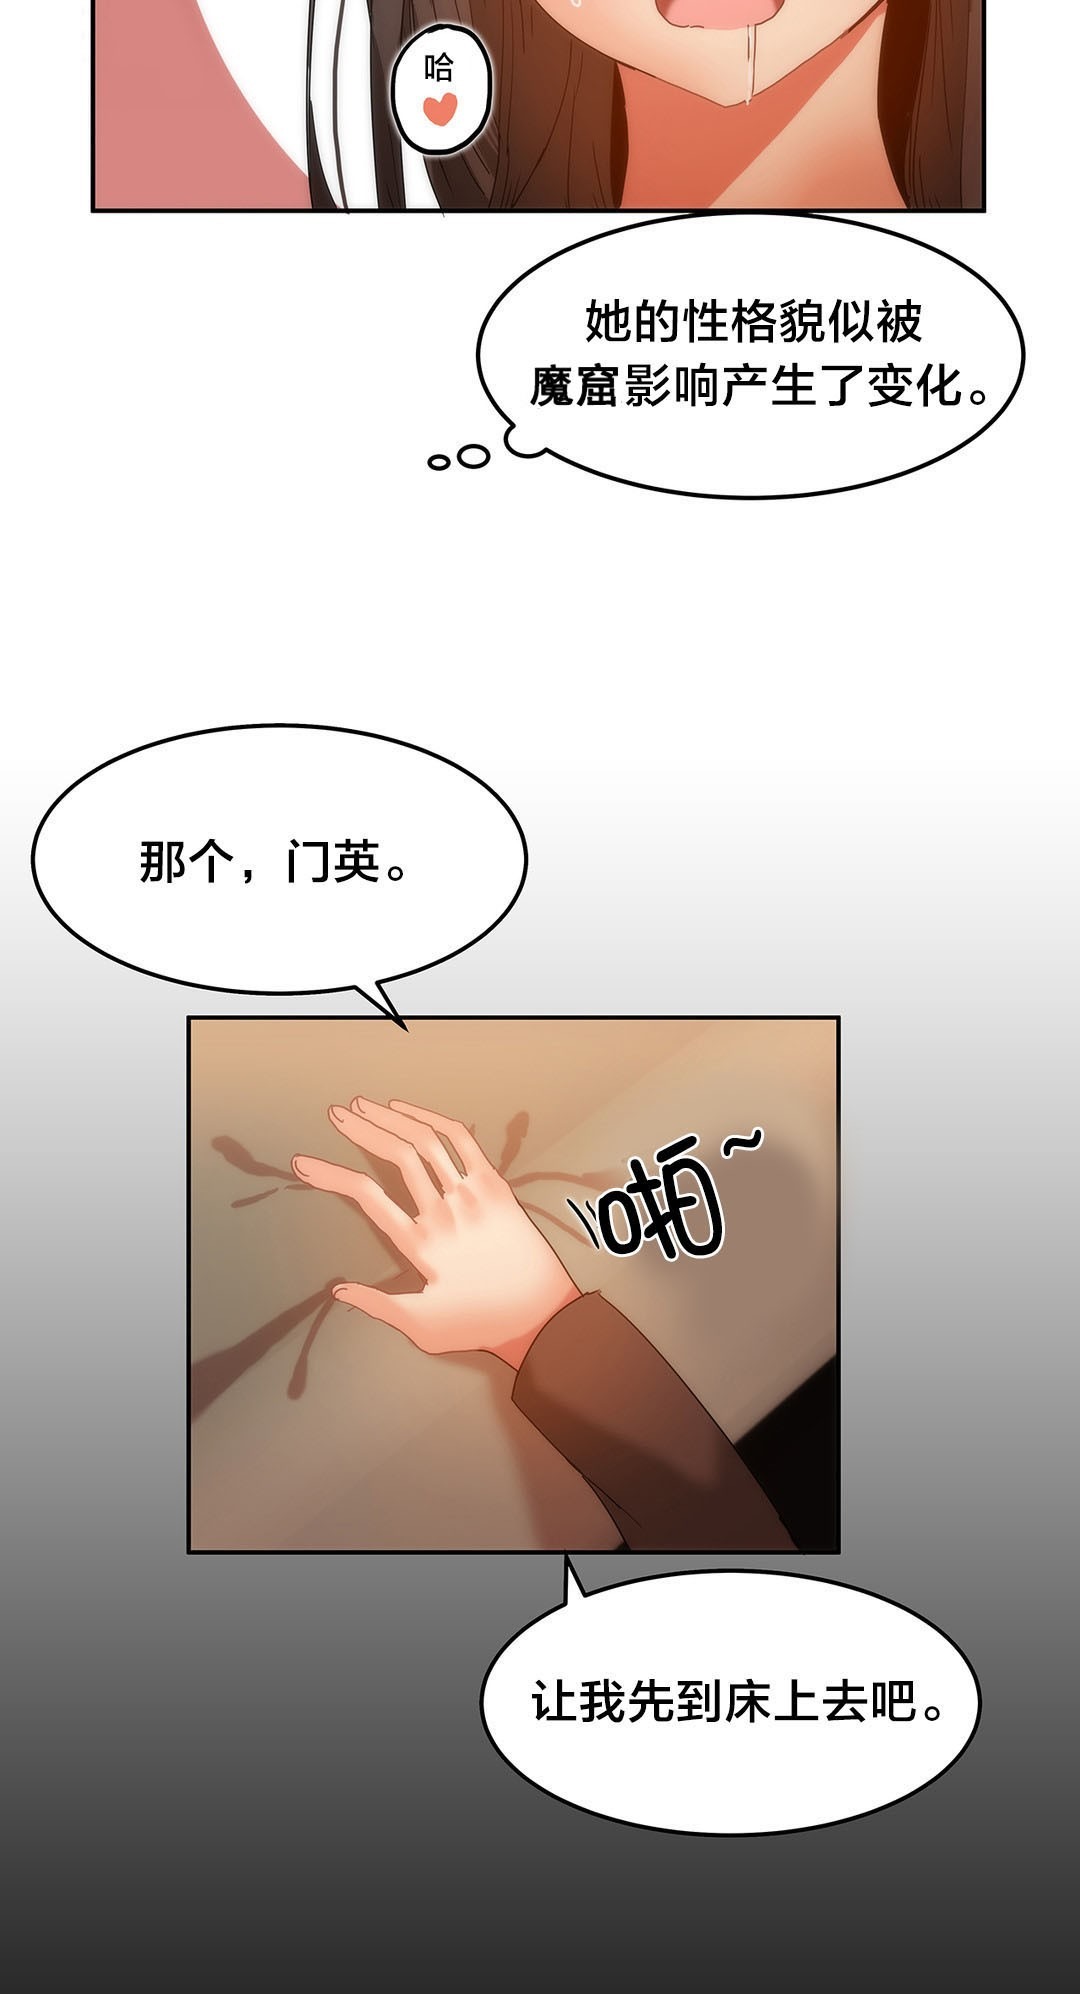 哈
她的性格貌似被
魔窟影响产生了变化。
那个，门英。
啪~
让我先到床上去吧。